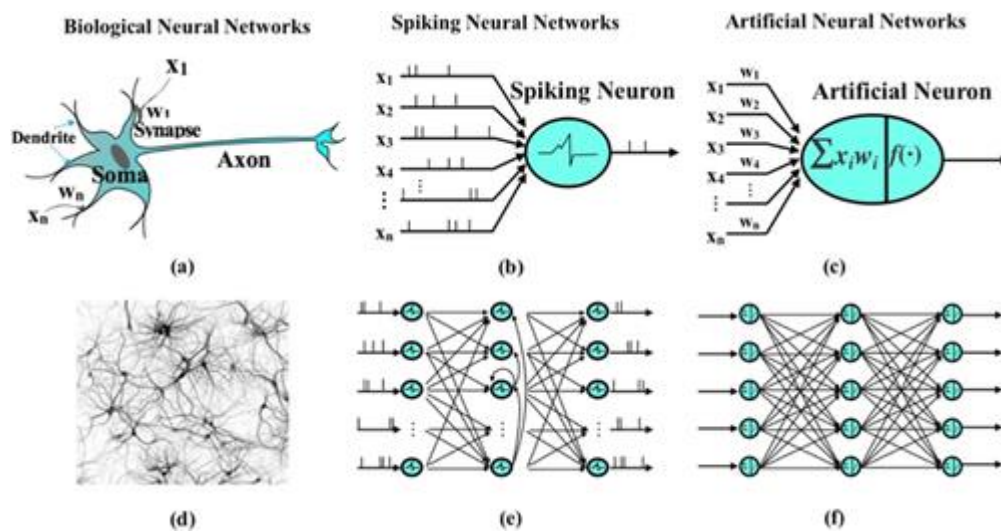 Biological Neural Networks
Spiking Neural Networks
Artificial Neural Networks
x1
w1
Synapse
Dendrite
Soma
Axon
wn
xn
(a)
x1
x2
x3
x4
⋮
⋮
xn
Spiking Neuron
(b)
x1
x2
x3
x4
⋮
xn
w1
w2
w3
w4
⋮
wn
Artificial Neuron
∑xiwi
f(·)
(c)
(d)
⋮ ⋮ ⋮
(e)
(f)